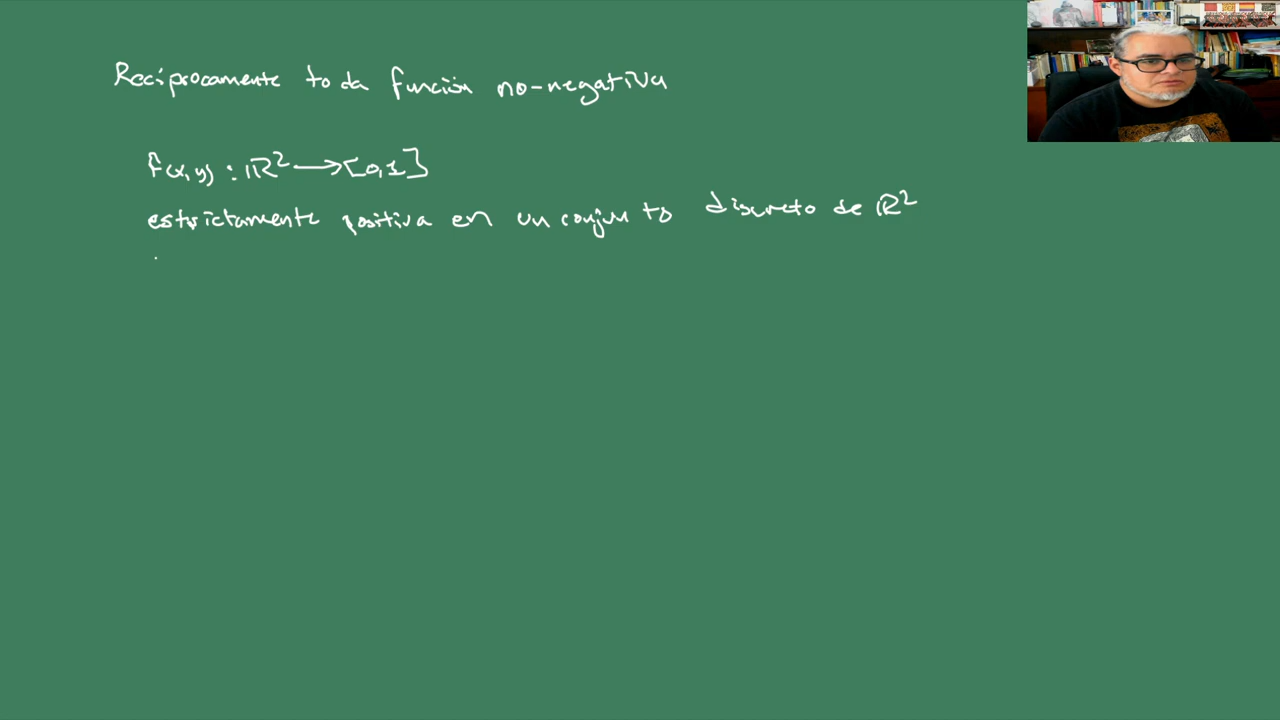 Recíprocamente toda función no-negativa
f(x,y) : ℝ² → [0,1]
estrictamente positiva en un conjunto discreto de ℝ²